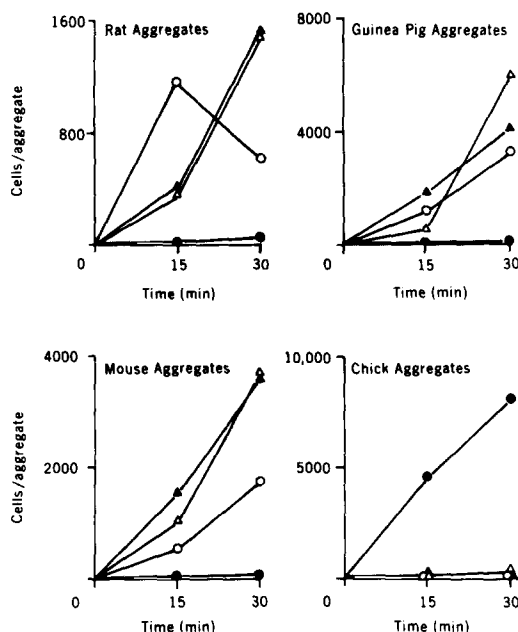 Rat Aggregates
1600
800
0
15
30
Time (min)
Cells/aggregate
Guinea Pig Aggregates
8000
4000
0
15
30
Time (min)
Mouse Aggregates
4000
2000
0
15
30
Time (min)
Cells/aggregate
Chick Aggregates
10,000
5000
0
15
30
Time (min)